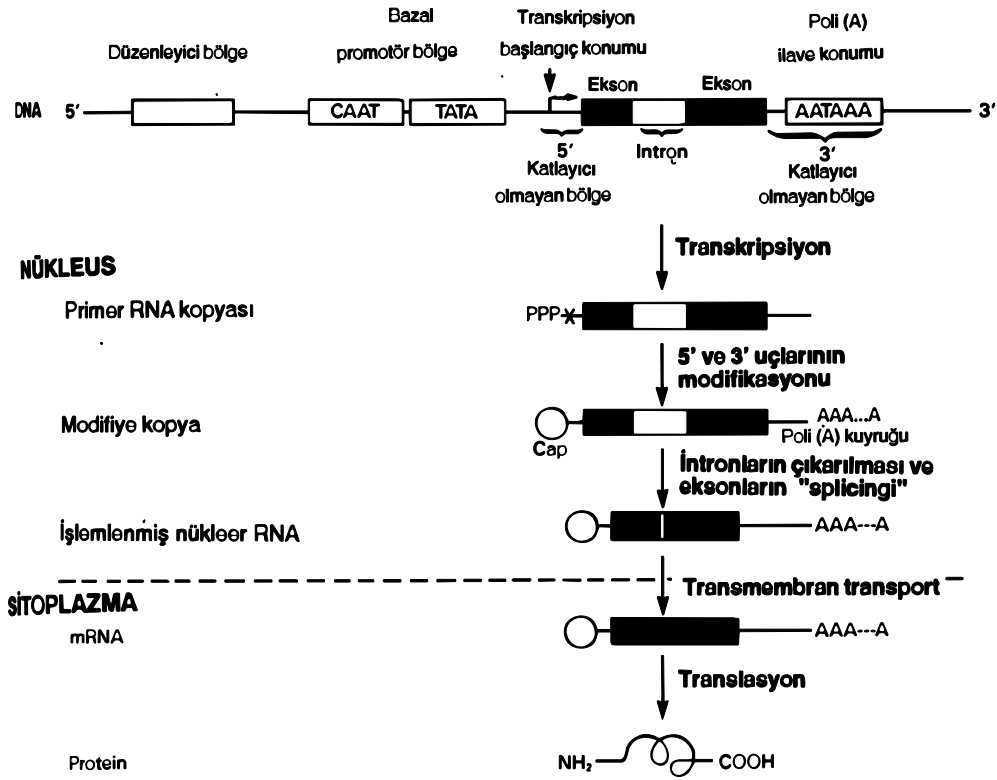 Düzenleyici bölge
Bazal
promotör bölge
Transkripsiyon
başlangıç konumu
Poli (A)
ilave konumu
Ekson
Ekson
DNA 5′ CAAT TATA AATAAA 3′
5′
Katlayıcı
olmayan bölge
Intron
3′
Katlayıcı
olmayan bölge
Transkripsiyon
NÜKLEUS
Primer RNA kopyası
PPP
5′ ve 3′ uçlarının
modifikasyonu
Modifiye kopya
Cap
AAA...A
Poli (A) kuyruğu
İntronların çıkarılması ve
eksonların "splicingi"
İşlemlenmiş nükleer RNA
AAA---A
Transmembran transport
SİTOPLAZMA
mRNA
AAA---A
Translasyon
Protein
NH₂
COOH